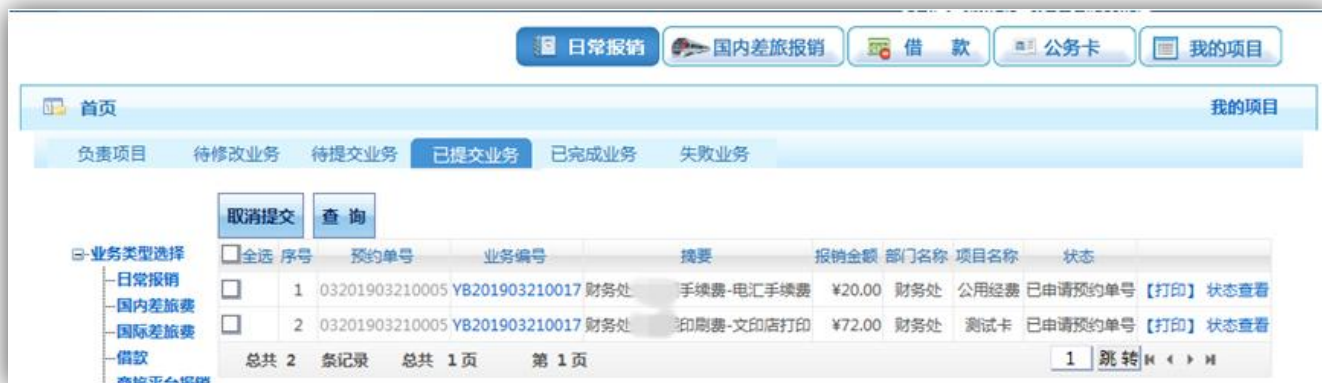 日常报销 国内差旅报销 借 款 公务卡 我的项目
首页 我的项目
负责项目 待修改业务 待提交业务 已提交业务 已完成业务 失败业务
取消提交 查 询
业务类型选择
日常报销
国内差旅费
国际差旅费
借款
全选 序号 预约单号 业务编号 摘要 报销金额 部门名称 项目名称 状态
1 03201903210005 YB201903210017 财务处 手续费-电汇手续费 ¥20.00 财务处 公用经费 已申请预约单号 【打印】 状态查看
2 03201903210005 YB201903210017 财务处 印刷费-文印店打印 ¥72.00 财务处 测试卡 已申请预约单号 【打印】 状态查看
总共 2 条记录 总共 1 页 第 1 页 1 跳 转